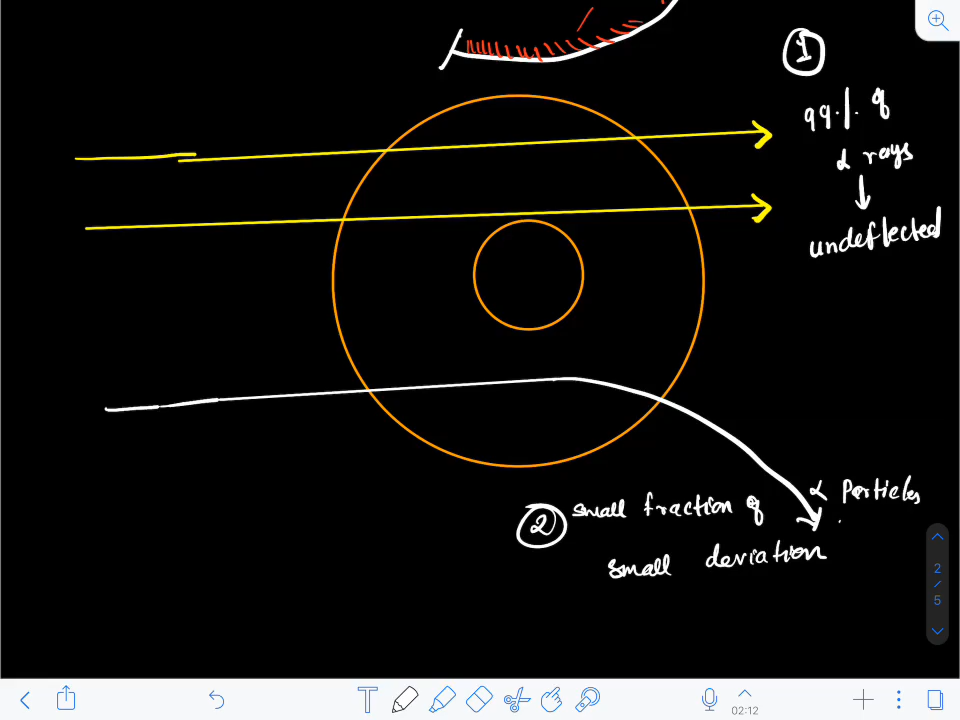 1
99 % of
α rays
↓
undeflected
2 small fraction of α Particles
small deviation
2
/
5
T
02:12